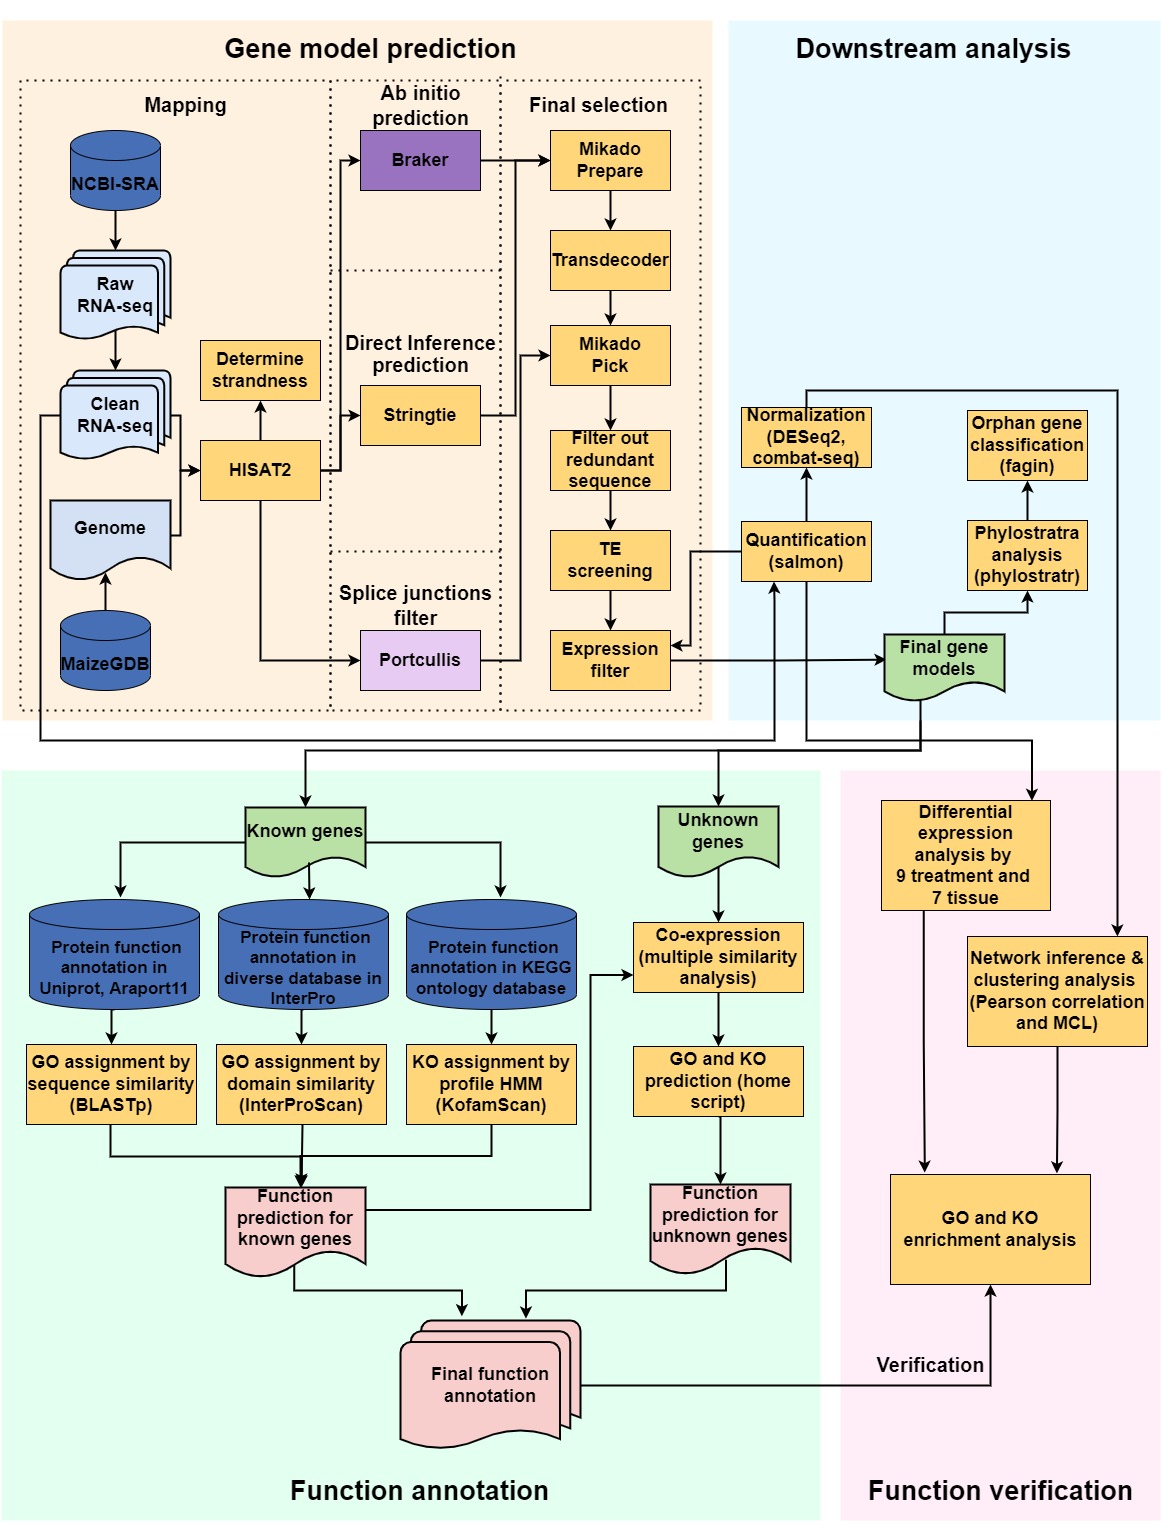 Gene model prediction
Downstream analysis
Mapping
Ab initio
prediction
Final selection
NCBI-SRA
Braker
Mikado
Prepare
Transdecoder
Raw
RNA-seq
Direct Inference
prediction
Mikado
Pick
Determine
strandness
Clean
RNA-seq
Stringtie
HISAT2
Filter out
redundant
sequence
Normalization
(DESeq2,
combat-seq)
Orphan gene
classification
(fagin)
Genome
TE
screening
Quantification
(salmon)
Phylostratra
analysis
(phylostratr)
Splice junctions
filter
MaizeGDB
Portcullis
Expression
filter
Final gene
models
Known genes
Unknown
genes
Differential
expression
analysis by
9 treatment and
7 tissue
Protein function
annotation in
Uniprot, Araport11
Protein function
annotation in
diverse database in
InterPro
Protein function
annotation in KEGG
ontology database
Co-expression
(multiple similarity
analysis)
Network inference &
clustering analysis
(Pearson correlation
and MCL)
GO assignment by
sequence similarity
(BLASTp)
GO assignment by
domain similarity
(InterProScan)
KO assignment by
profile HMM
(KofamScan)
GO and KO
prediction (home
script)
Function
prediction for
known genes
Function
prediction for
unknown genes
GO and KO
enrichment analysis
Final function
annotation
Verification
Function annotation
Function verification